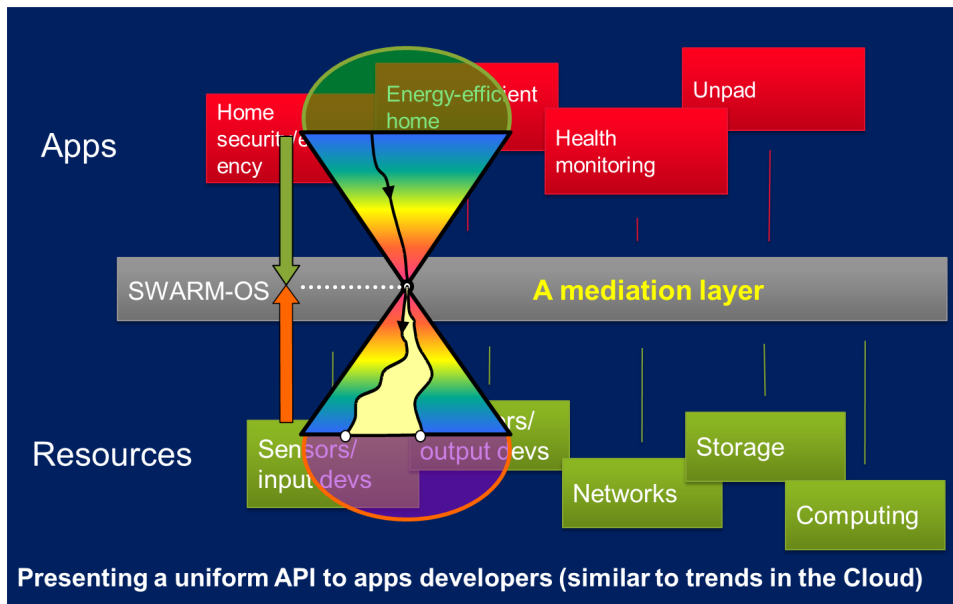 Apps
Home
security/e
ency
Energy-efficient
home
Health
monitoring
Unpad
SWARM-OS
A mediation layer
Resources
Sensors/
input devs
rs/
output devs
Networks
Storage
Computing
Presenting a uniform API to apps developers (similar to trends in the Cloud)